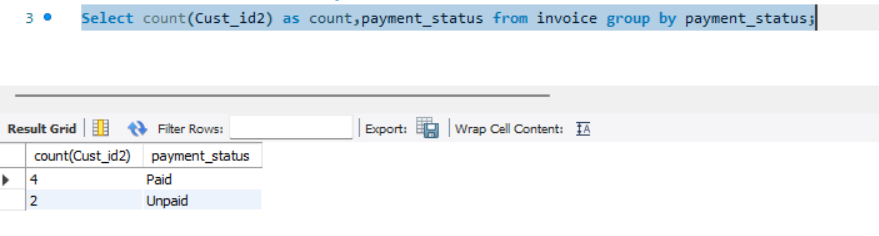 3 Select count(Cust_id2) as count,payment_status from invoice group by payment_status;
Result Grid Filter Rows: Export: Wrap Cell Content: IA
count(Cust_id2) payment_status
4 Paid
2 Unpaid